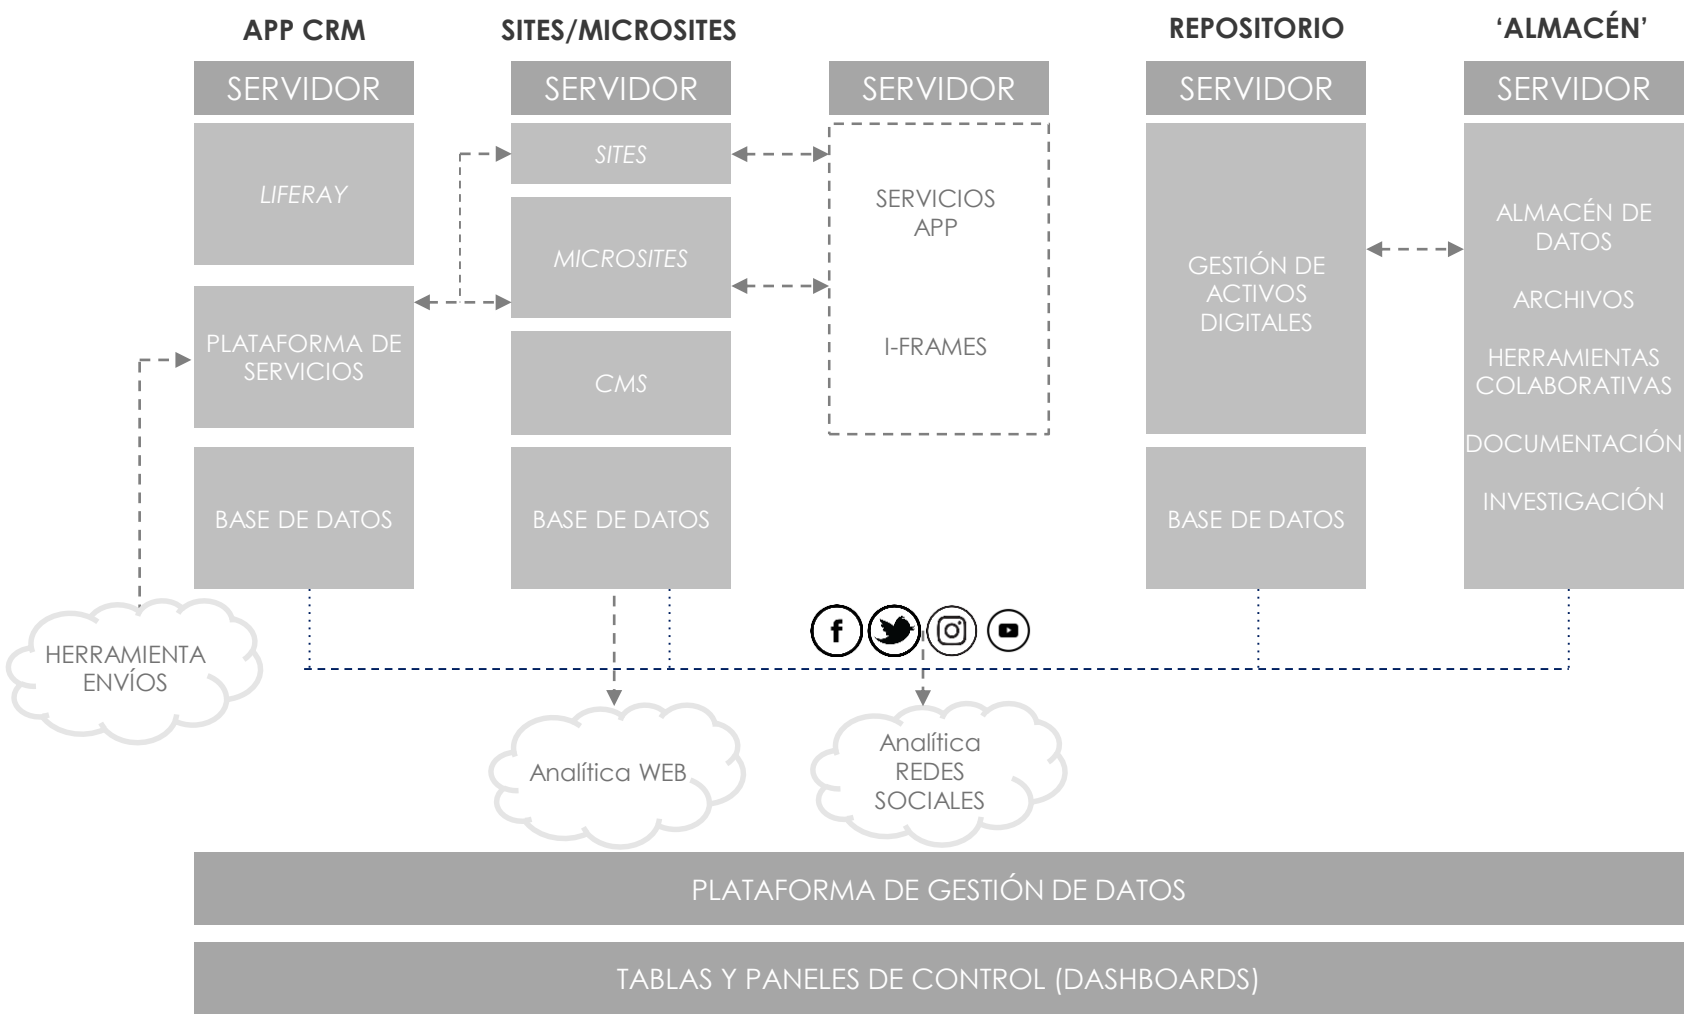 APP CRM
SITES/MICROSITES
REPOSITORIO
‘ALMACÉN’
SERVIDOR
SERVIDOR
SERVIDOR
SERVIDOR
SERVIDOR
LIFERAY
PLATAFORMA DE
SERVICIOS
BASE DE DATOS
SITES
MICROSITES
CMS
BASE DE DATOS
SERVICIOS
APP
I-FRAMES
GESTIÓN DE
ACTIVOS
DIGITALES
BASE DE DATOS
ALMACÉN DE
DATOS
ARCHIVOS
HERRAMIENTAS
COLABORATIVAS
DOCUMENTACIÓN
INVESTIGACIÓN
HERRAMIENTA
ENVÍOS
Analítica WEB
Analítica
REDES
SOCIALES
PLATAFORMA DE GESTIÓN DE DATOS
TABLAS Y PANELES DE CONTROL (DASHBOARDS)